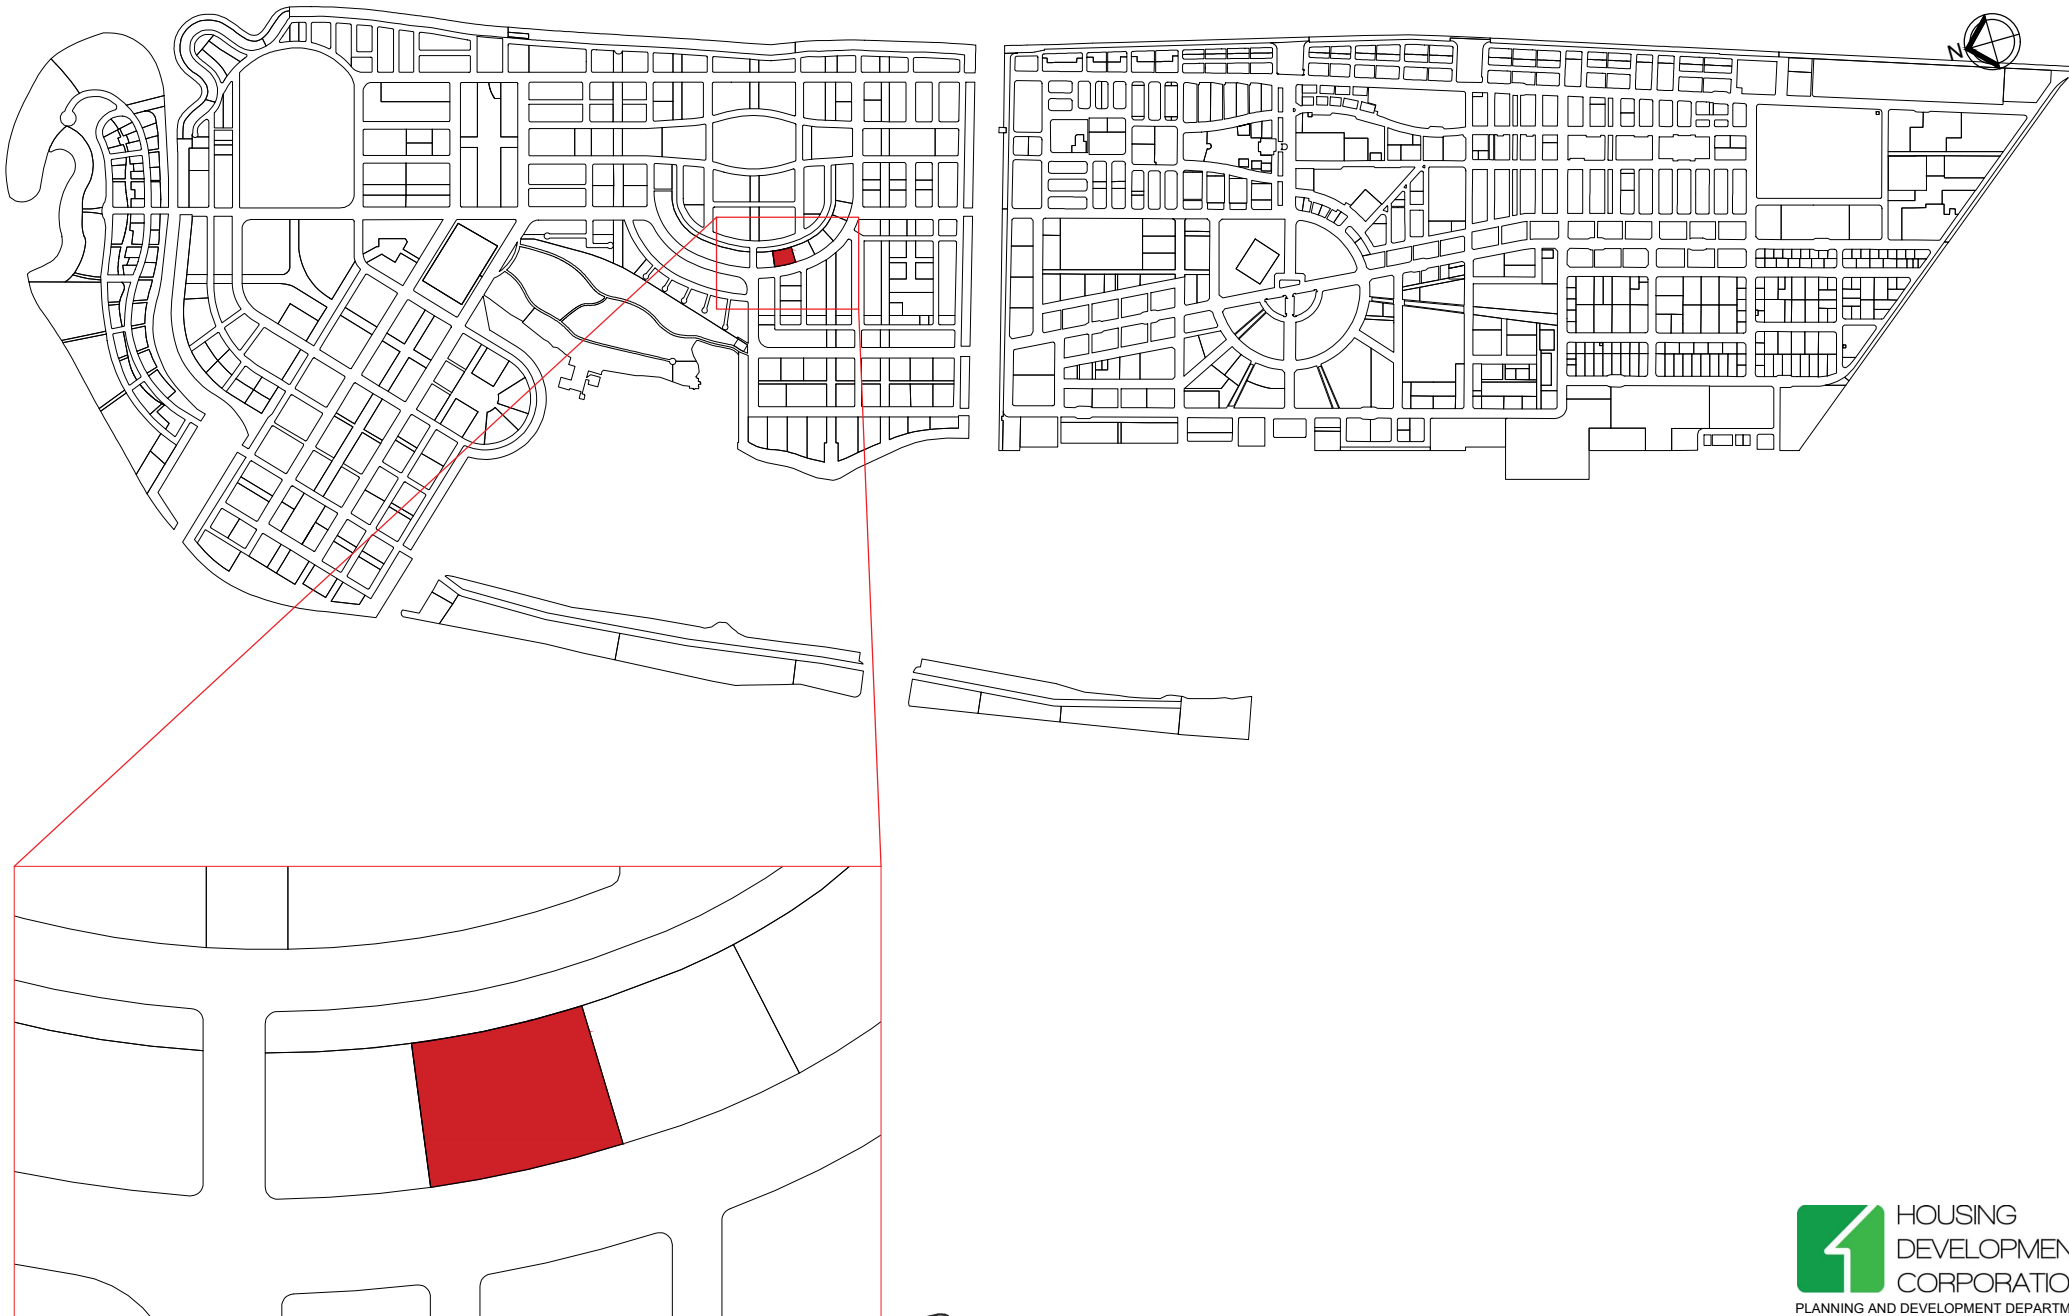 N
HOUSING
DEVELOPMEN
CORPORATIO
PLANNING AND DEVELOPMENT DEPARTM